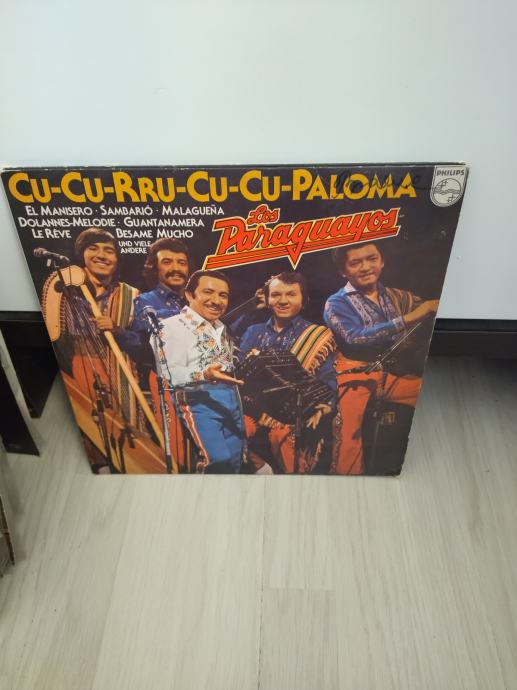 CU-CU-RRU-CU-CU-PALOMA
PHILIPS
EL MANISERO · SAMBARIÓ · MALAGUEÑA
DOLANNES-MELODIE · GUANTANAMERA
LE RÊVE · BESAME MUCHO
UND VIELE
ANDERE
Los
Paraguayos